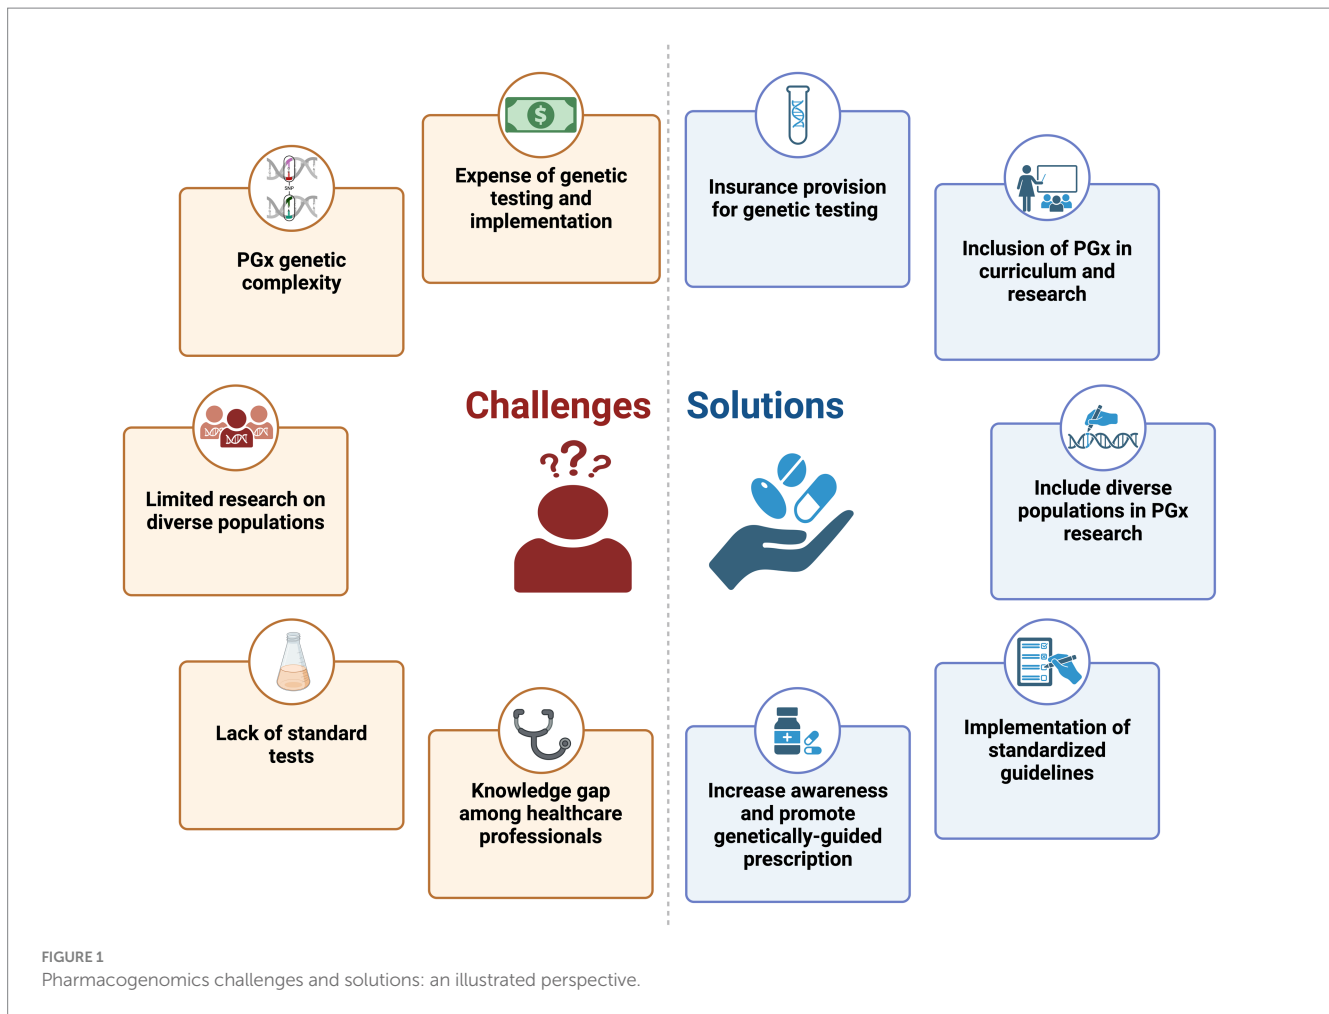 Expense of genetic
testing and
implementation
SNP
PGx genetic
complexity
Limited research on
diverse populations
Lack of standard
tests
Knowledge gap
among healthcare
professionals
Challenges
Solutions
Insurance provision
for genetic testing
Inclusion of PGx in
curriculum and
research
Include diverse
populations in PGx
research
Implementation of
standardized
guidelines
Increase awareness
and promote
genetically-guided
prescription
FIGURE 1
Pharmacogenomics challenges and solutions: an illustrated perspective.